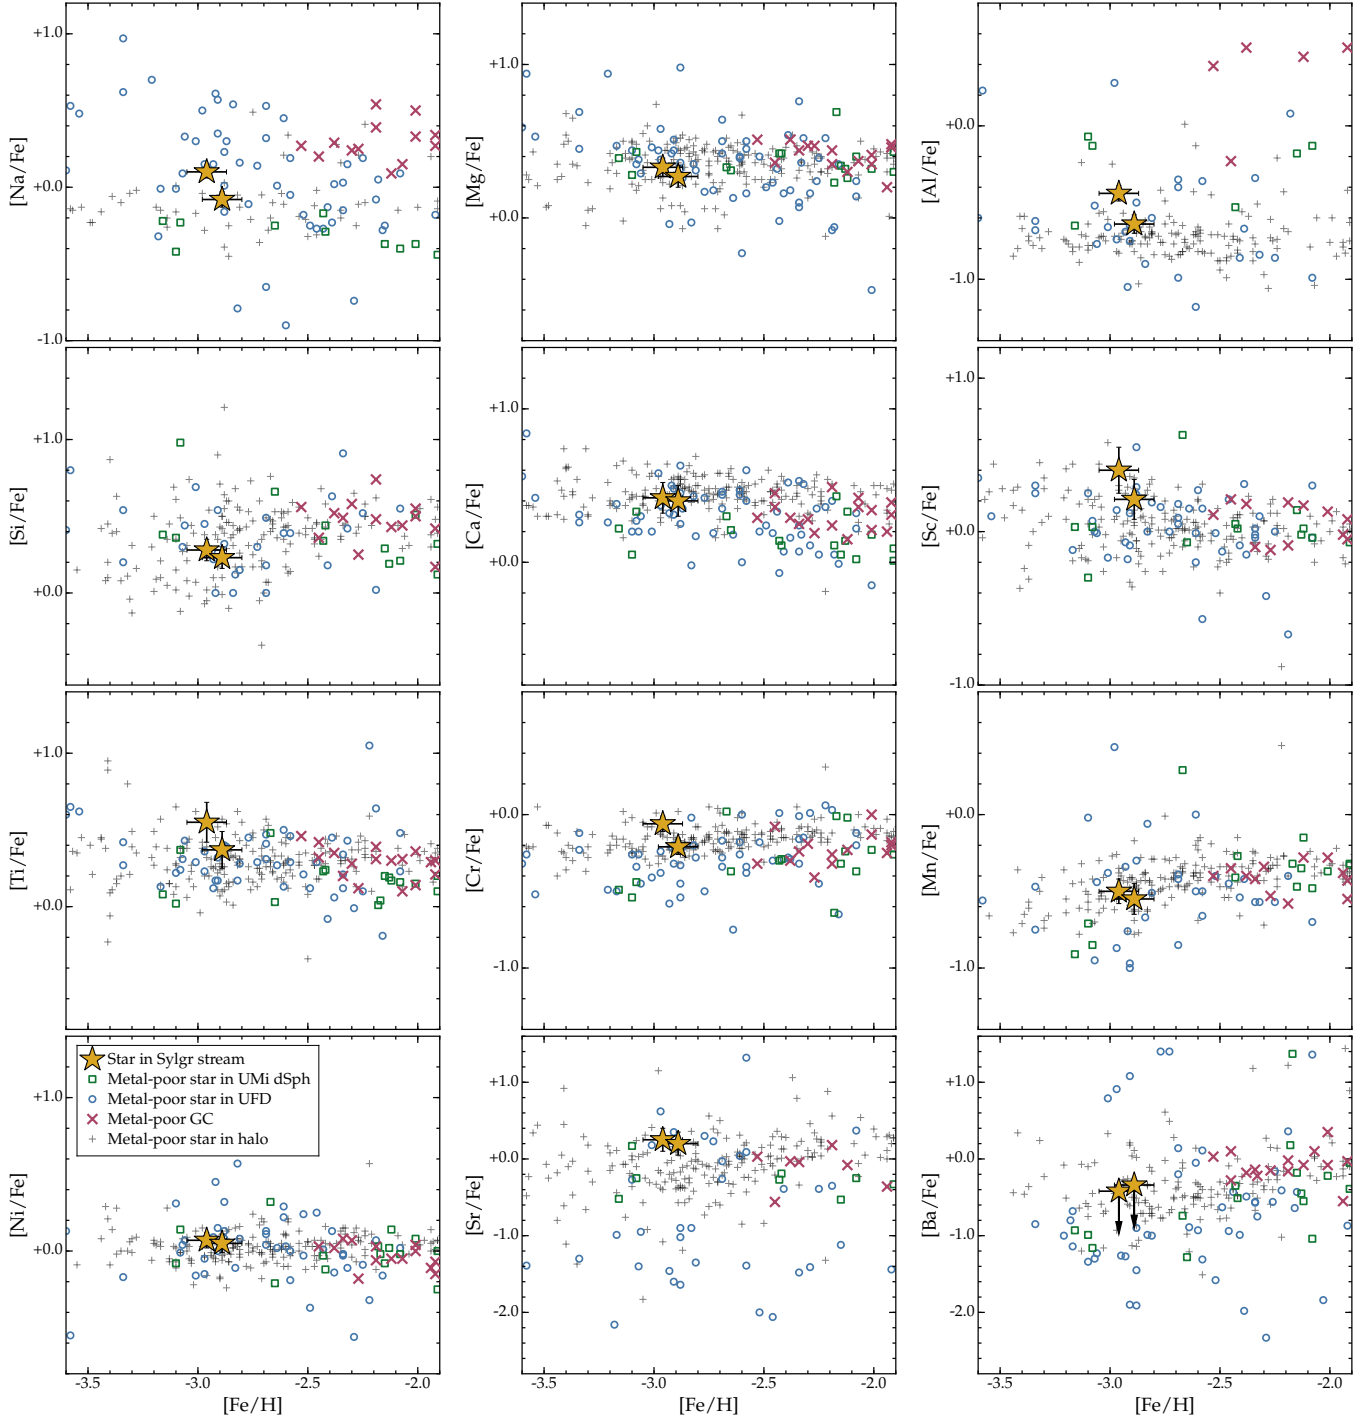 +1.0
+0.0
-1.0
[Na/Fe]
+1.0
+0.0
[Mg/Fe]
+0.0
-1.0
[Al/Fe]
+1.0
+0.0
[Si/Fe]
+1.0
+0.0
[Ca/Fe]
+1.0
+0.0
-1.0
[Sc/Fe]
+1.0
+0.0
[Ti/Fe]
+0.0
-1.0
[Cr/Fe]
+0.0
-1.0
[Mn/Fe]
+1.0
+0.0
[Ni/Fe]
Star in Sylgr stream
Metal-poor star in UMi dSph
Metal-poor star in UFD
Metal-poor GC
Metal-poor star in halo
+1.0
+0.0
-1.0
-2.0
[Sr/Fe]
+1.0
+0.0
-1.0
-2.0
[Ba/Fe]
-3.5 -3.0 -2.5 -2.0
[Fe/H]
-3.5 -3.0 -2.5 -2.0
[Fe/H]
-3.5 -3.0 -2.5 -2.0
[Fe/H]